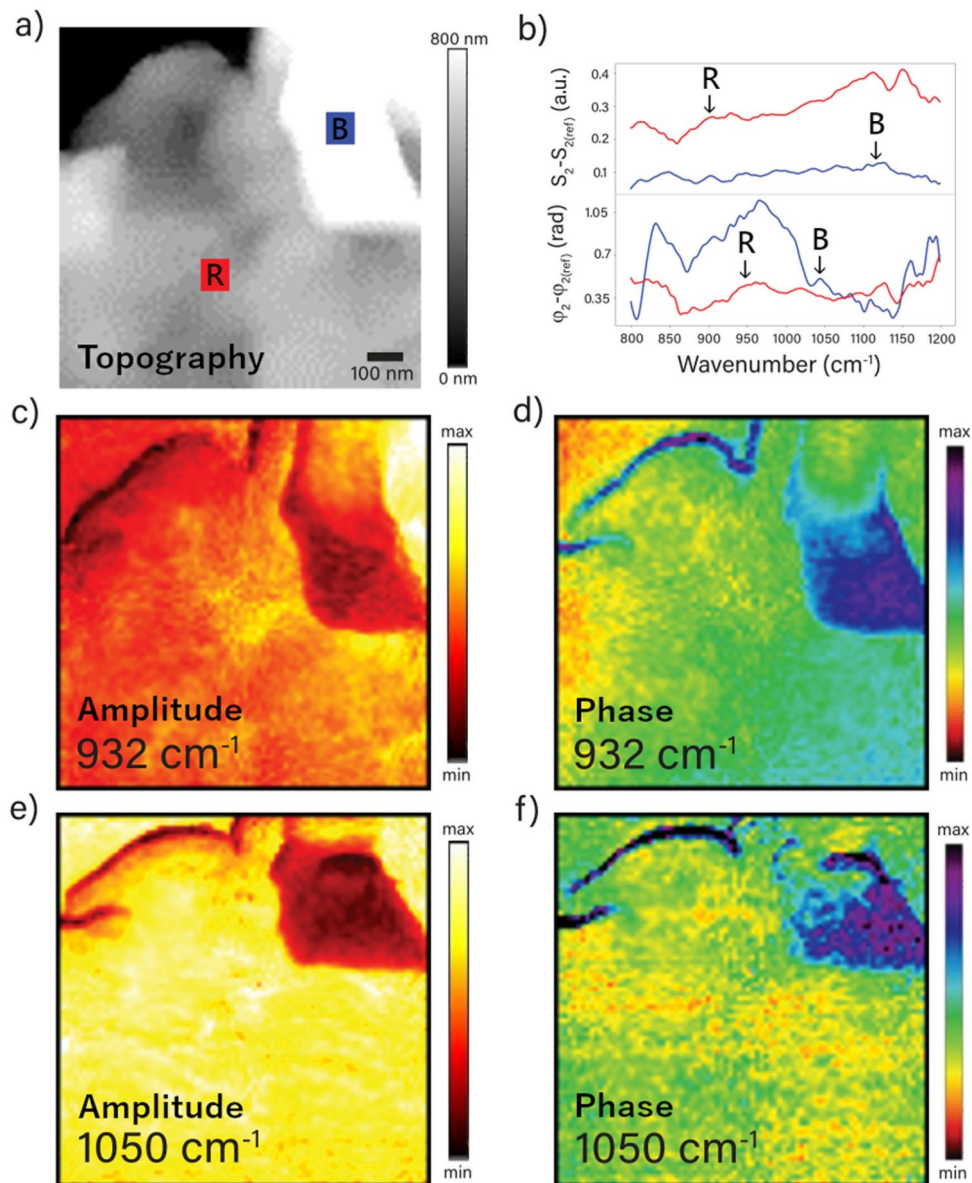 a)
800 nm
B
R
Topography
100 nm
0 nm
b)
S₂-S₂(ref) (a.u.)
0.4
0.3
0.2
0.1
R
B
φ₂-φ₂(ref) (rad)
1.05
0.7
0.35
R
B
800 850 900 950 1000 1050 1100 1150 1200
Wavenumber (cm⁻¹)
c)
max
Amplitude
932 cm⁻¹
min
d)
max
Phase
932 cm⁻¹
min
e)
max
Amplitude
1050 cm⁻¹
min
f)
max
Phase
1050 cm⁻¹
min